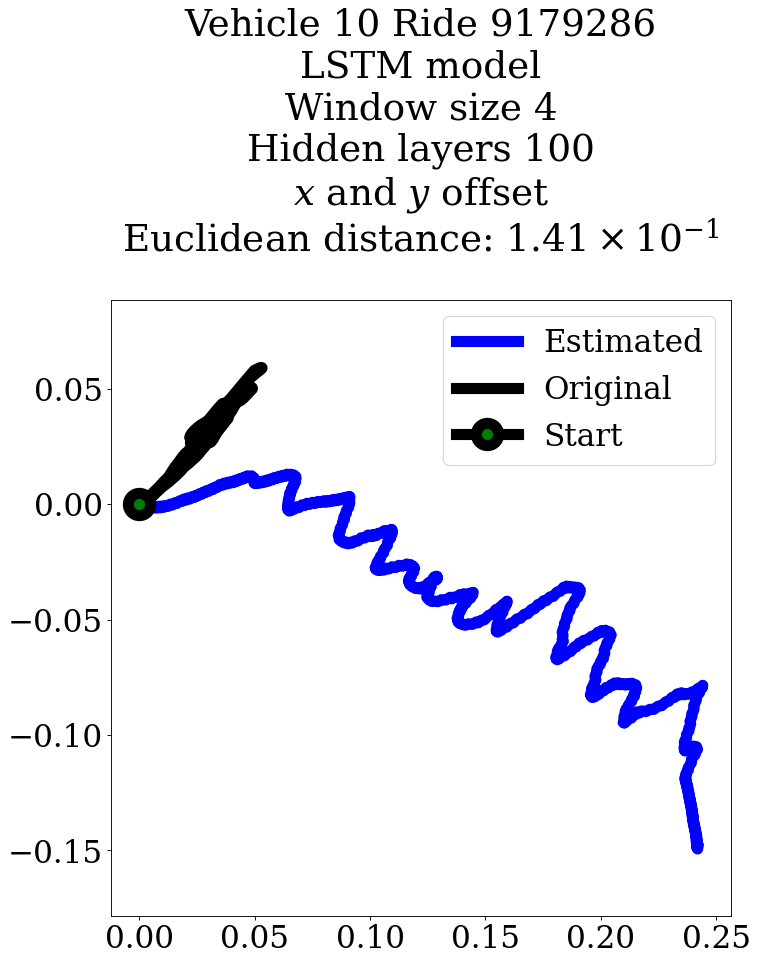 Vehicle 10 Ride 9179286
LSTM model
Window size 4
Hidden layers 100
x and y offset
Euclidean distance: 1.41 × 10⁻¹
Estimated
Original
Start
0.05
0.00
−0.05
−0.10
−0.15
0.00 0.05 0.10 0.15 0.20 0.25